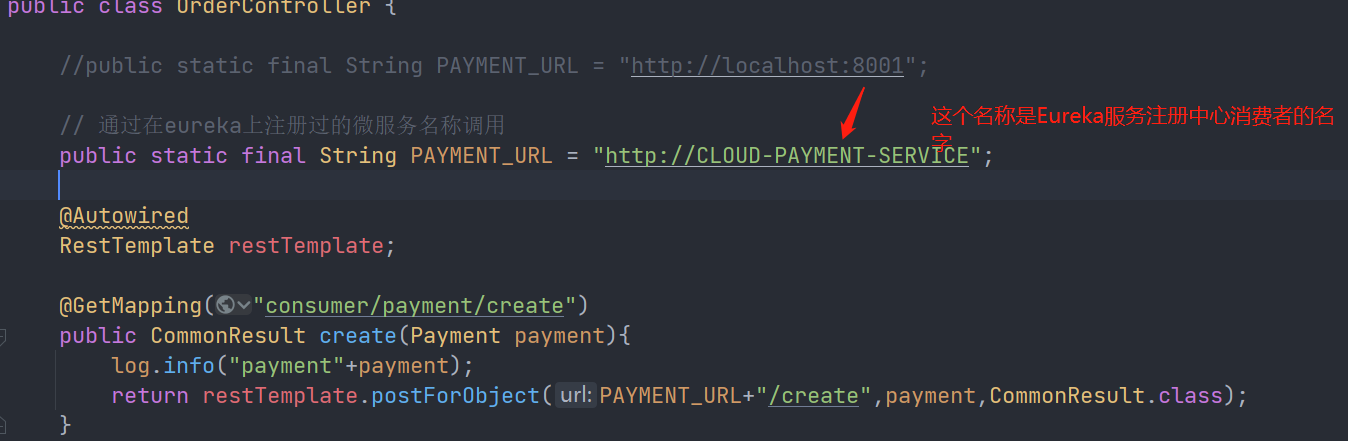 public class OrderController {
//public static final String PAYMENT_URL = "http://localhost:8001";
// 通过在eureka上注册过的微服务名称调用
public static final String PAYMENT_URL = "http://CLOUD-PAYMENT-SERVICE";
这个名称是Eureka服务注册中心消费者的名
字
@Autowired
RestTemplate restTemplate;
@GetMapping("consumer/payment/create")
public CommonResult create(Payment payment){
log.info("payment"+payment);
return restTemplate.postForObject(url:PAYMENT_URL+"/create",payment,CommonResult.class);
}